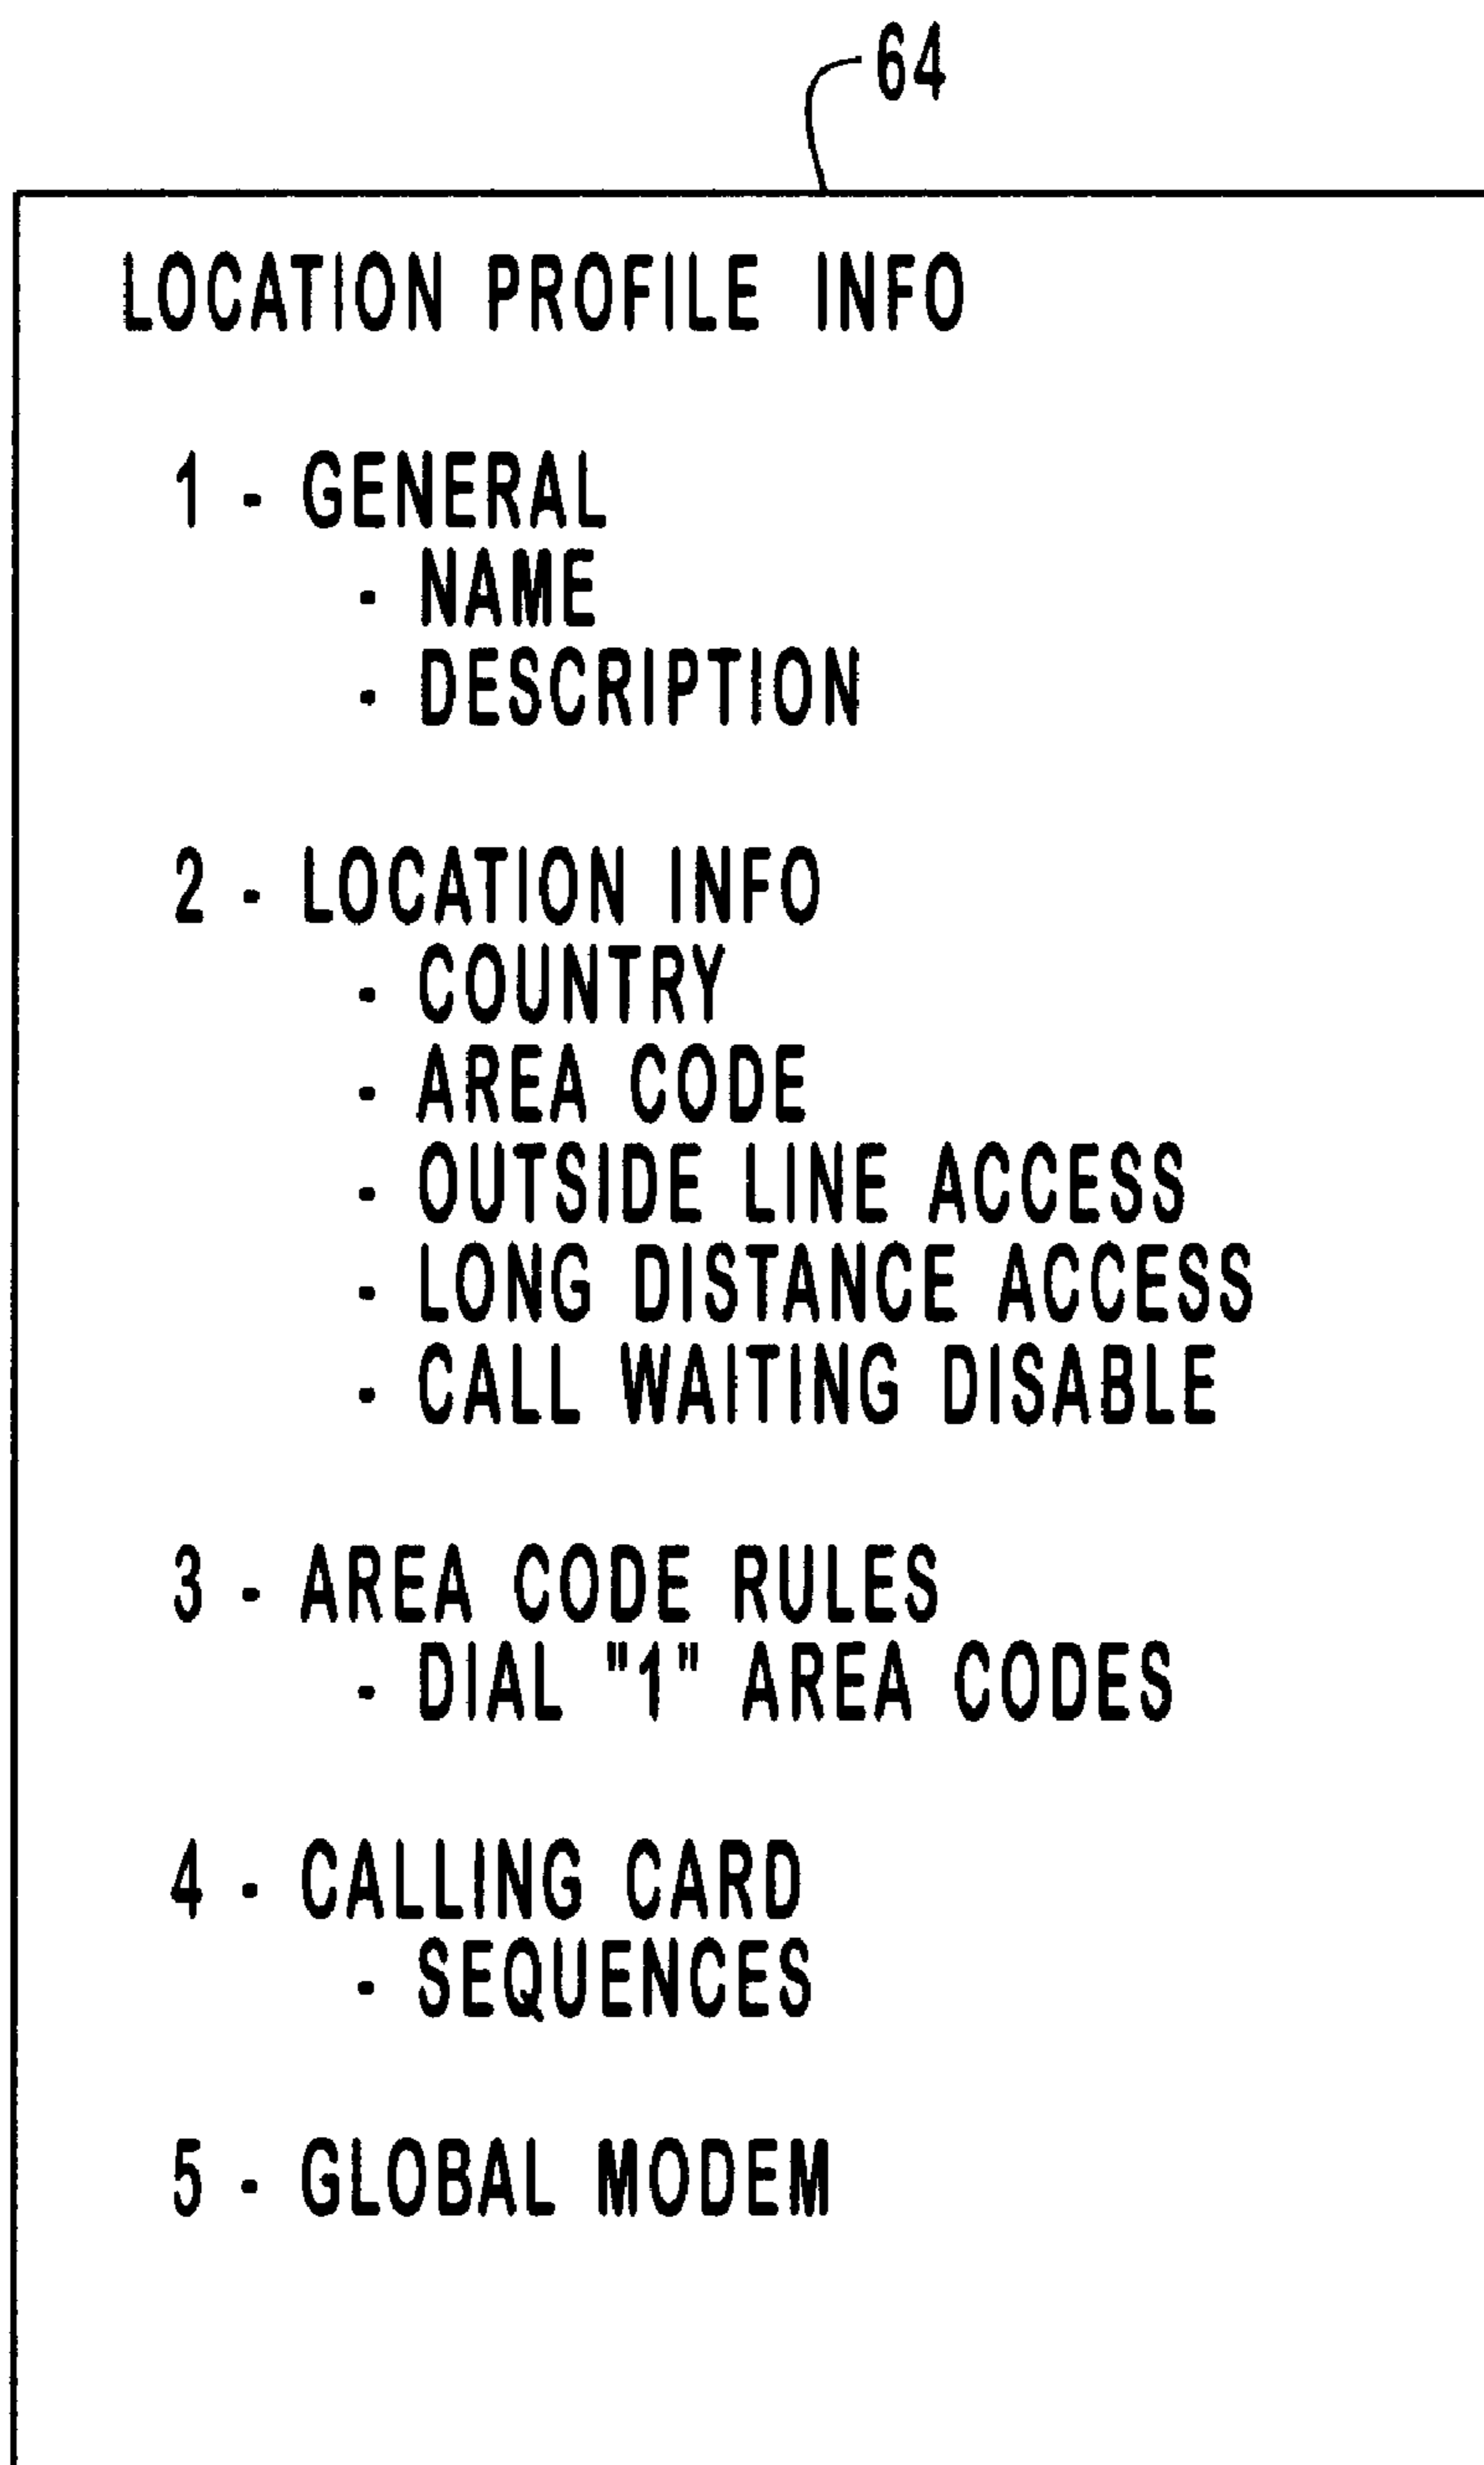 64
LOCATION PROFILE INFO
1 - GENERAL
- NAME
- DESCRIPTION
2 - LOCATION INFO
- COUNTRY
- AREA CODE
- OUTSIDE LINE ACCESS
- LONG DISTANCE ACCESS
- CALL WAITING DISABLE
3 - AREA CODE RULES
- DIAL "1" AREA CODES
4 - CALLING CARD
- SEQUENCES
5 - GLOBAL MODEM